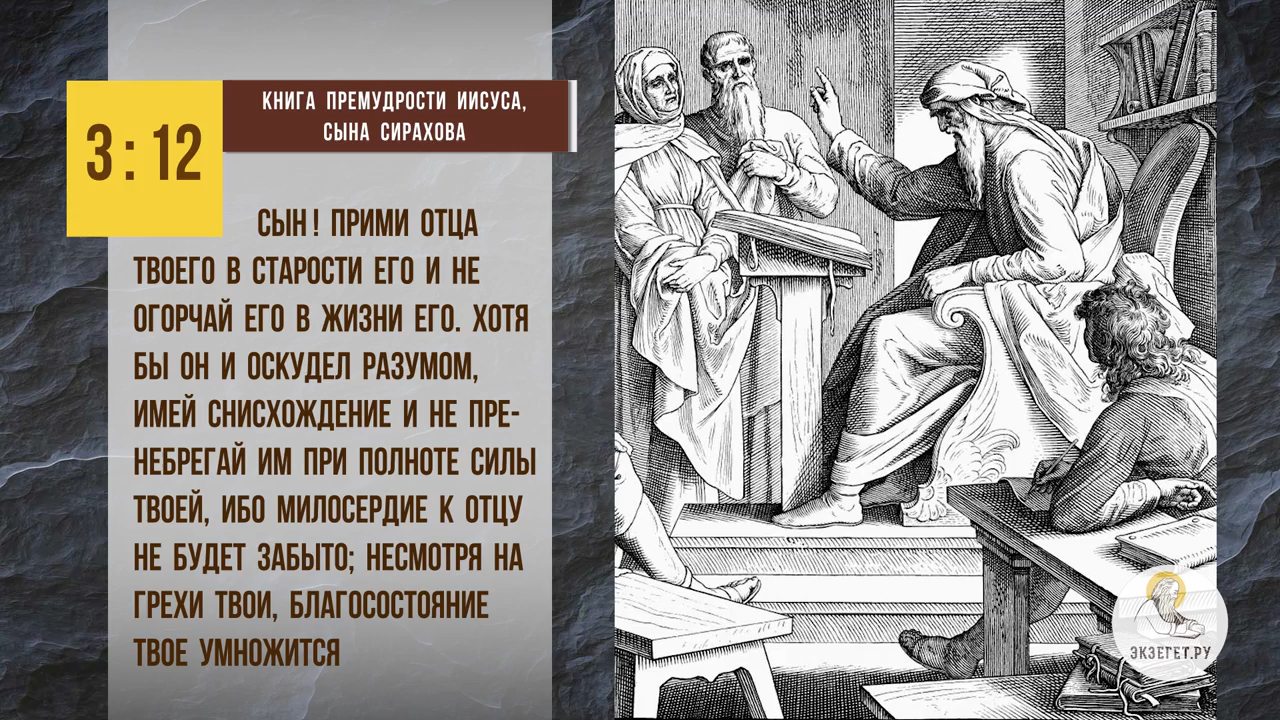 КНИГА ПРЕМУДРОСТИ ИИСУСА,
СЫНА СИРАХОВА
3:12
СЫН! ПРИМИ ОТЦА
ТВОЕГО В СТАРОСТИ ЕГО И НЕ
ОГОРЧАЙ ЕГО В ЖИЗНИ ЕГО. ХОТЯ
БЫ ОН И ОСКУДЕЛ РАЗУМОМ,
ИМЕЙ СНИСХОЖДЕНИЕ И НЕ ПРЕ-
НЕБРЕГАЙ ИМ ПРИ ПОЛНОТЕ СИЛЫ
ТВОЕЙ, ИБО МИЛОСЕРДИЕ К ОТЦУ
НЕ БУДЕТ ЗАБЫТО; НЕСМОТРЯ НА
ГРЕХИ ТВОИ, БЛАГОСОСТОЯНИЕ
ТВОЕ УМНОЖИТСЯ
ЭКЗЕГЕТ.РУ